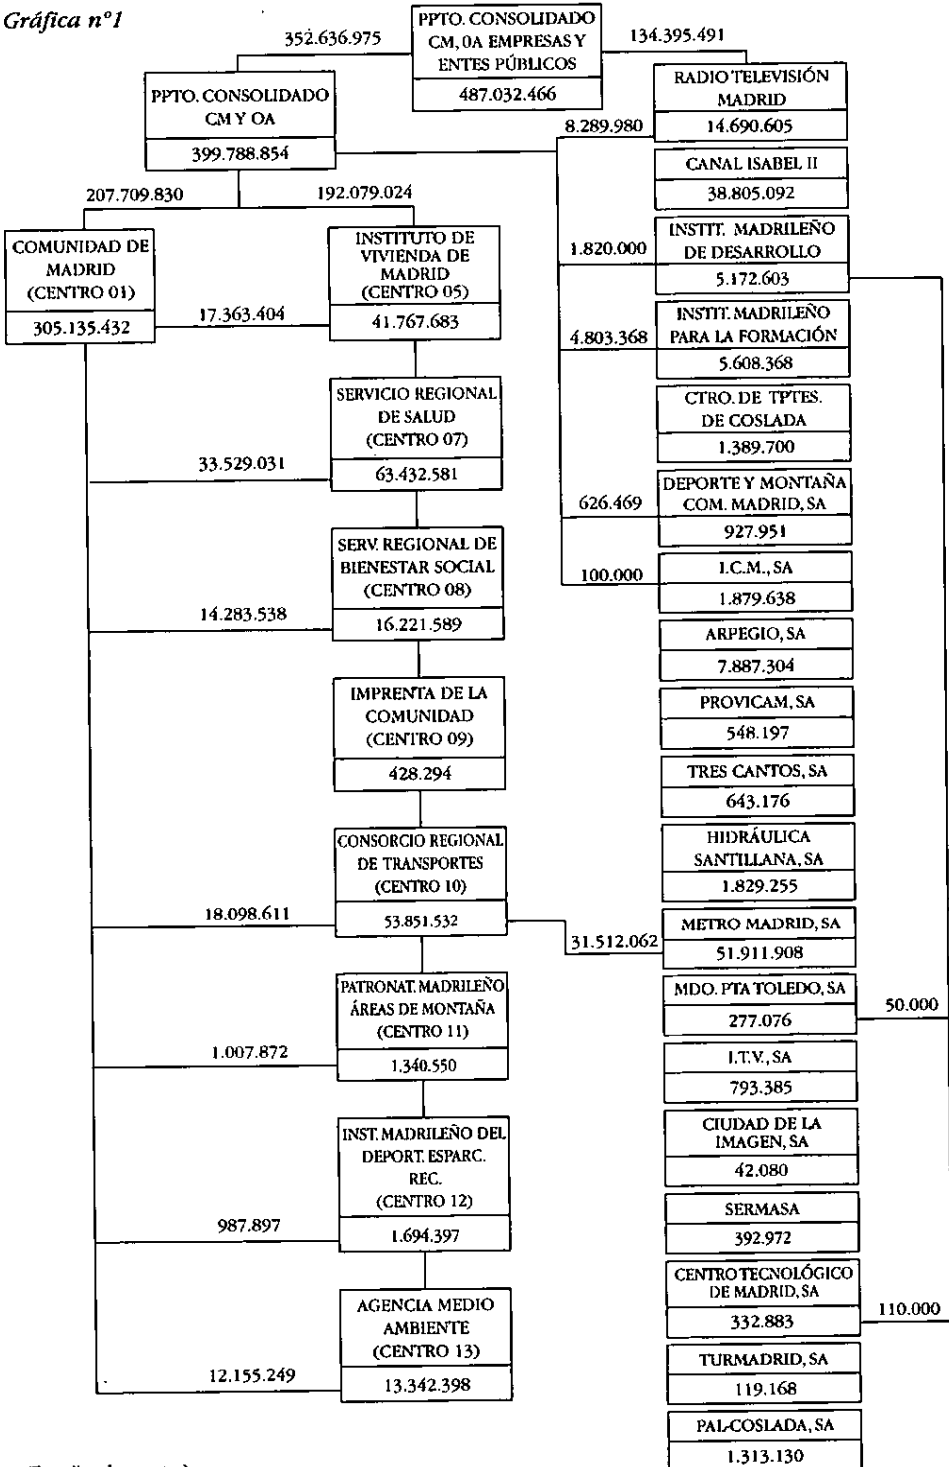 Gráfica nº1
352.636.975
PPTO. CONSOLIDADO
CM, 0A EMPRESAS Y
ENTES PÚBLICOS
487.032.466
134.395.491
PPTO. CONSOLIDADO
CM Y OA
399.788.854
207.709.830
192.079.024
COMUNIDAD DE
MADRID
(CENTRO 01)
305.135.432
17.363.404
INSTITUTO DE
VIVIENDA DE
MADRID
(CENTRO 05)
41.767.683
33.529.031
SERVICIO REGIONAL
DE SALUD
(CENTRO 07)
63.432.581
14.283.538
SERV. REGIONAL DE
BIENESTAR SOCIAL
(CENTRO 08)
16.221.589
IMPRENTA DE LA
COMUNIDAD
(CENTRO 09)
428.294
18.098.611
CONSORCIO REGIONAL
DE TRANSPORTES
(CENTRO 10)
53.851.532
1.007.872
PATRONAT. MADRILEÑO
ÁREAS DE MONTAÑA
(CENTRO 11)
1.340.550
987.897
INST. MADRILEÑO DEL
DEPORT. ESPARC.
REC.
(CENTRO 12)
1.694.397
12.155.249
AGENCIA MEDIO
AMBIENTE
(CENTRO 13)
13.342.398
8.289.980
RADIO TELEVISIÓN
MADRID
14.690.605
CANAL ISABEL II
38.805.092
1.820.000
INSTIT. MADRILEÑO
DE DESARROLLO
5.172.603
4.803.368
INSTIT. MADRILEÑO
PARA LA FORMACIÓN
5.608.368
CTRO. DE TPTES.
DE COSLADA
1.389.700
626.469
DEPORTE Y MONTAÑA
COM. MADRID, SA
927.951
100.000
I.C.M., SA
1.879.638
ARPEGIO, SA
7.887.304
PROVICAM, SA
548.197
TRES CANTOS, SA
643.176
HIDRÁULICA
SANTILLANA, SA
1.829.255
31.512.062
METRO MADRID, SA
51.911.908
MDO. PTA TOLEDO, SA
277.076
50.000
I.T.V., SA
793.385
CIUDAD DE LA
IMAGEN, SA
42.080
SERMASA
392.972
CENTRO TECNOLÓGICO
DE MADRID, SA
332.883
110.000
TURMADRID, SA
119.168
PAL-COSLADA, SA
1.313.130